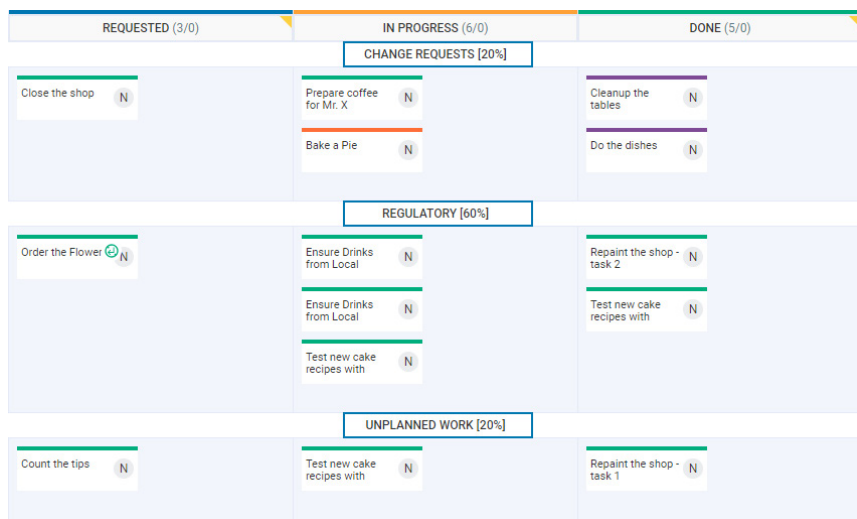 REQUESTED (3/0)
IN PROGRESS (6/0)
DONE (5/0)
CHANGE REQUESTS [20%]
Close the shop
N
Prepare coffee
for Mr. X
N
Cleanup the
tables
N
Bake a Pie
N
Do the dishes
N
REGULATORY [60%]
Order the Flower
N
Ensure Drinks
from Local
N
Repaint the shop -
task 2
N
Ensure Drinks
from Local
N
Test new cake
recipes with
N
Test new cake
recipes with
N
UNPLANNED WORK [20%]
Count the tips
N
Test new cake
recipes with
N
Repaint the shop -
task 1
N